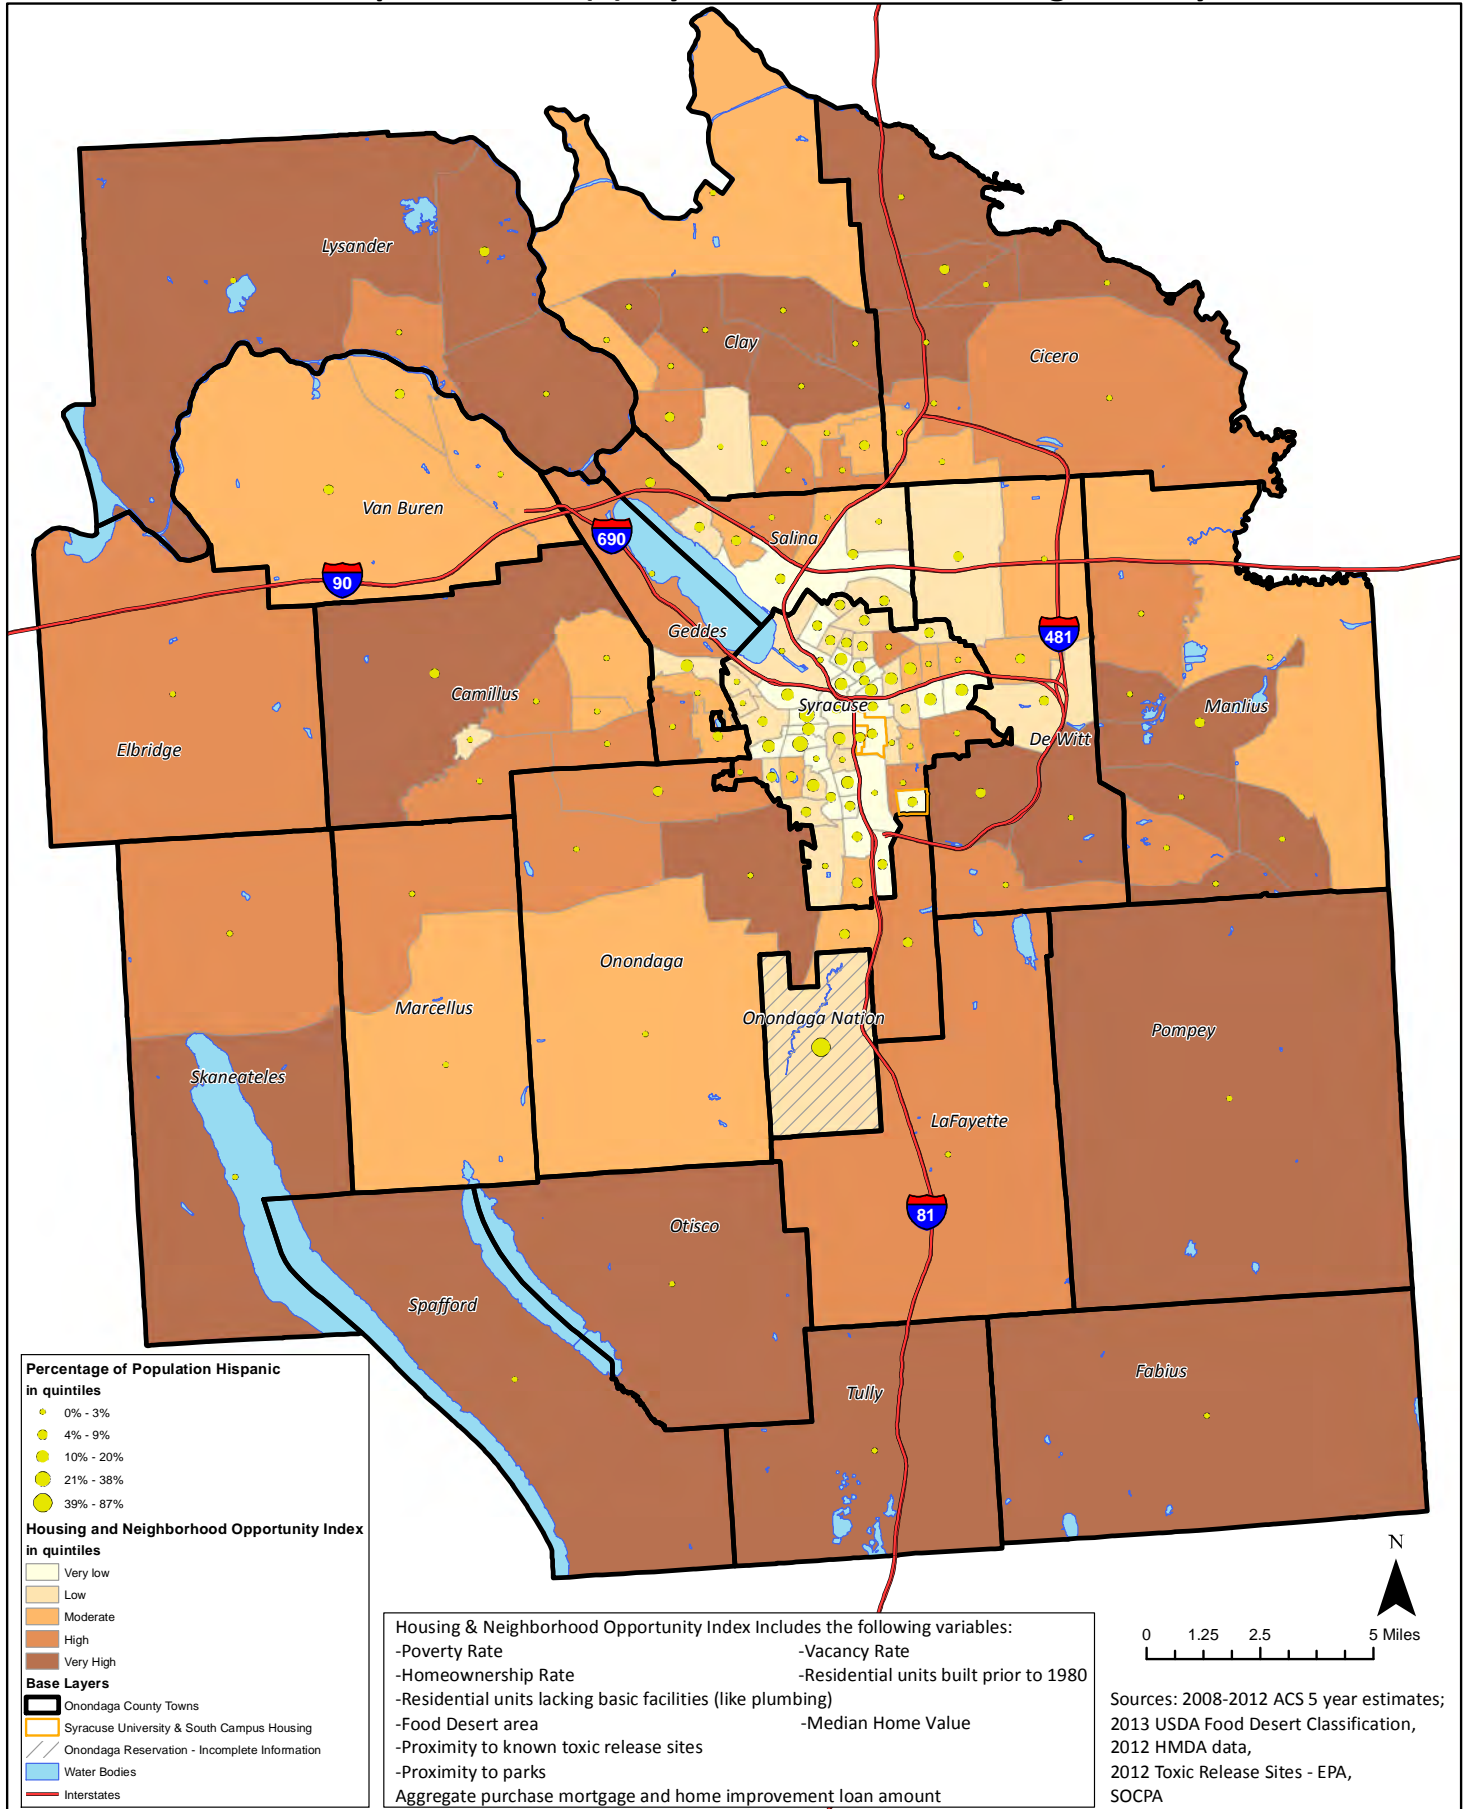 Lysander
Clay
Cicero
Van Buren
Salina
690
90
481
Geddes
Camillus
Syracuse
Manlius
Elbridge
De Witt
Onondaga
Marcellus
Onondaga Nation
Pompey
Skaneateles
LaFayette
81
Otisco
Spafford
Tully
Fabius
Percentage of Population Hispanic
in quintiles
0% - 3%
4% - 9%
10% - 20%
21% - 38%
39% - 87%
Housing and Neighborhood Opportunity Index
in quintiles
Very low
Low
Moderate
High
Very High
Base Layers
Onondaga County Towns
Syracuse University & South Campus Housing
Onondaga Reservation - Incomplete Information
Water Bodies
Interstates
Housing & Neighborhood Opportunity Index Includes the following variables:
-Poverty Rate -Vacancy Rate
-Homeownership Rate -Residential units built prior to 1980
-Residential units lacking basic facilities (like plumbing)
-Food Desert area -Median Home Value
-Proximity to known toxic release sites
-Proximity to parks
Aggregate purchase mortgage and home improvement loan amount
N
0 1.25 2.5 5 Miles
Sources: 2008-2012 ACS 5 year estimates;
2013 USDA Food Desert Classification,
2012 HMDA data,
2012 Toxic Release Sites - EPA,
SOCPA